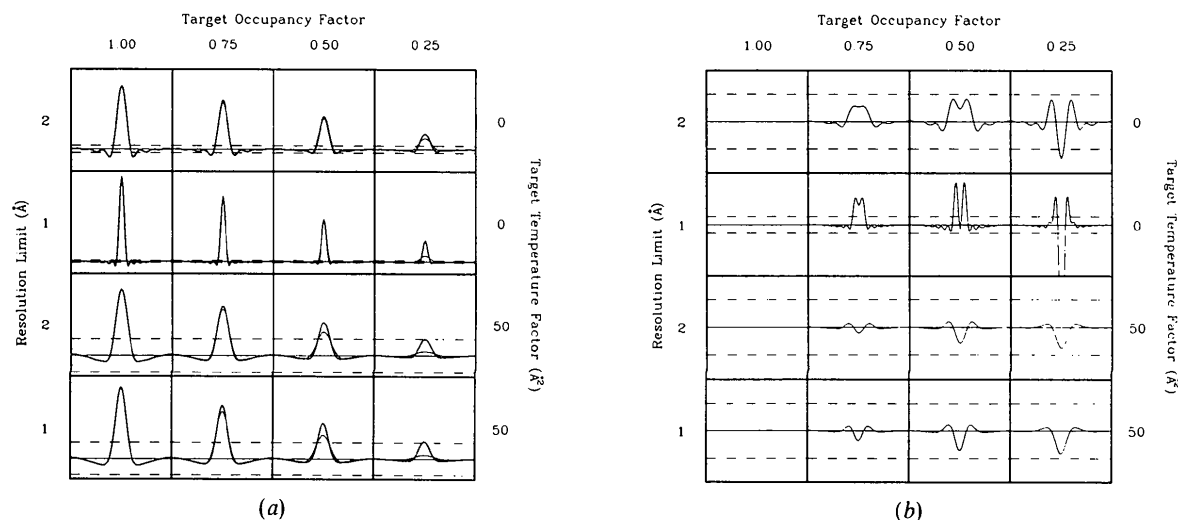 Target Occupancy Factor
1.00 0.75 0.50 0.25
Resolution Limit (Å)
2
1
2
1
0
0
50
50
Target Temperature Factor (Å²)
(a)
Target Occupancy Factor
1.00 0.75 0.50 0.25
Resolution Limit (Å)
2
1
2
1
0
0
50
50
Target Temperature Factor (Å²)
(b)